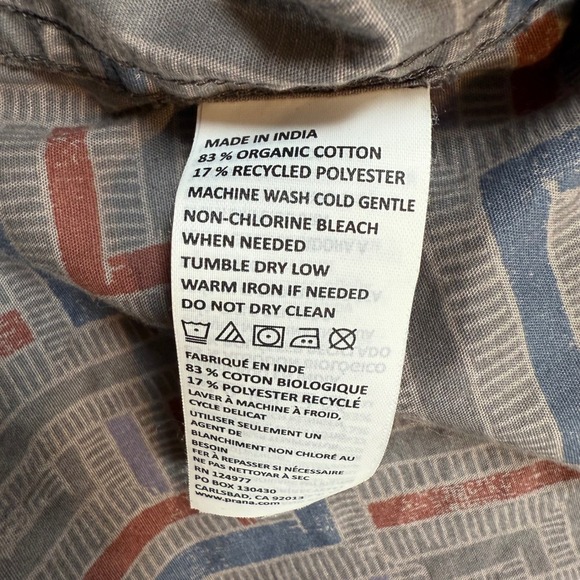 MADE IN INDIA
83 % ORGANIC COTTON
17 % RECYCLED POLYESTER
MACHINE WASH COLD GENTLE
NON-CHLORINE BLEACH
WHEN NEEDED
TUMBLE DRY LOW
WARM IRON IF NEEDED
DO NOT DRY CLEAN
FABRIQUÉ EN INDE
83 % COTON BIOLOGIQUE
17 % POLYESTER RECYCLÉ
LAVER À MACHINE À FROID,
CYCLE DELICAT
UTILISER SEULEMENT UN
AGENT DE
BLANCHIMENT NON CHLORÉ AU
BESOIN
FER À REPASSER SI NÉCESSAIRE
NE PAS NETTOYER À SEC
RN 124977
PO BOX 130430
CARLSBAD, CA 92013
www.prana.com